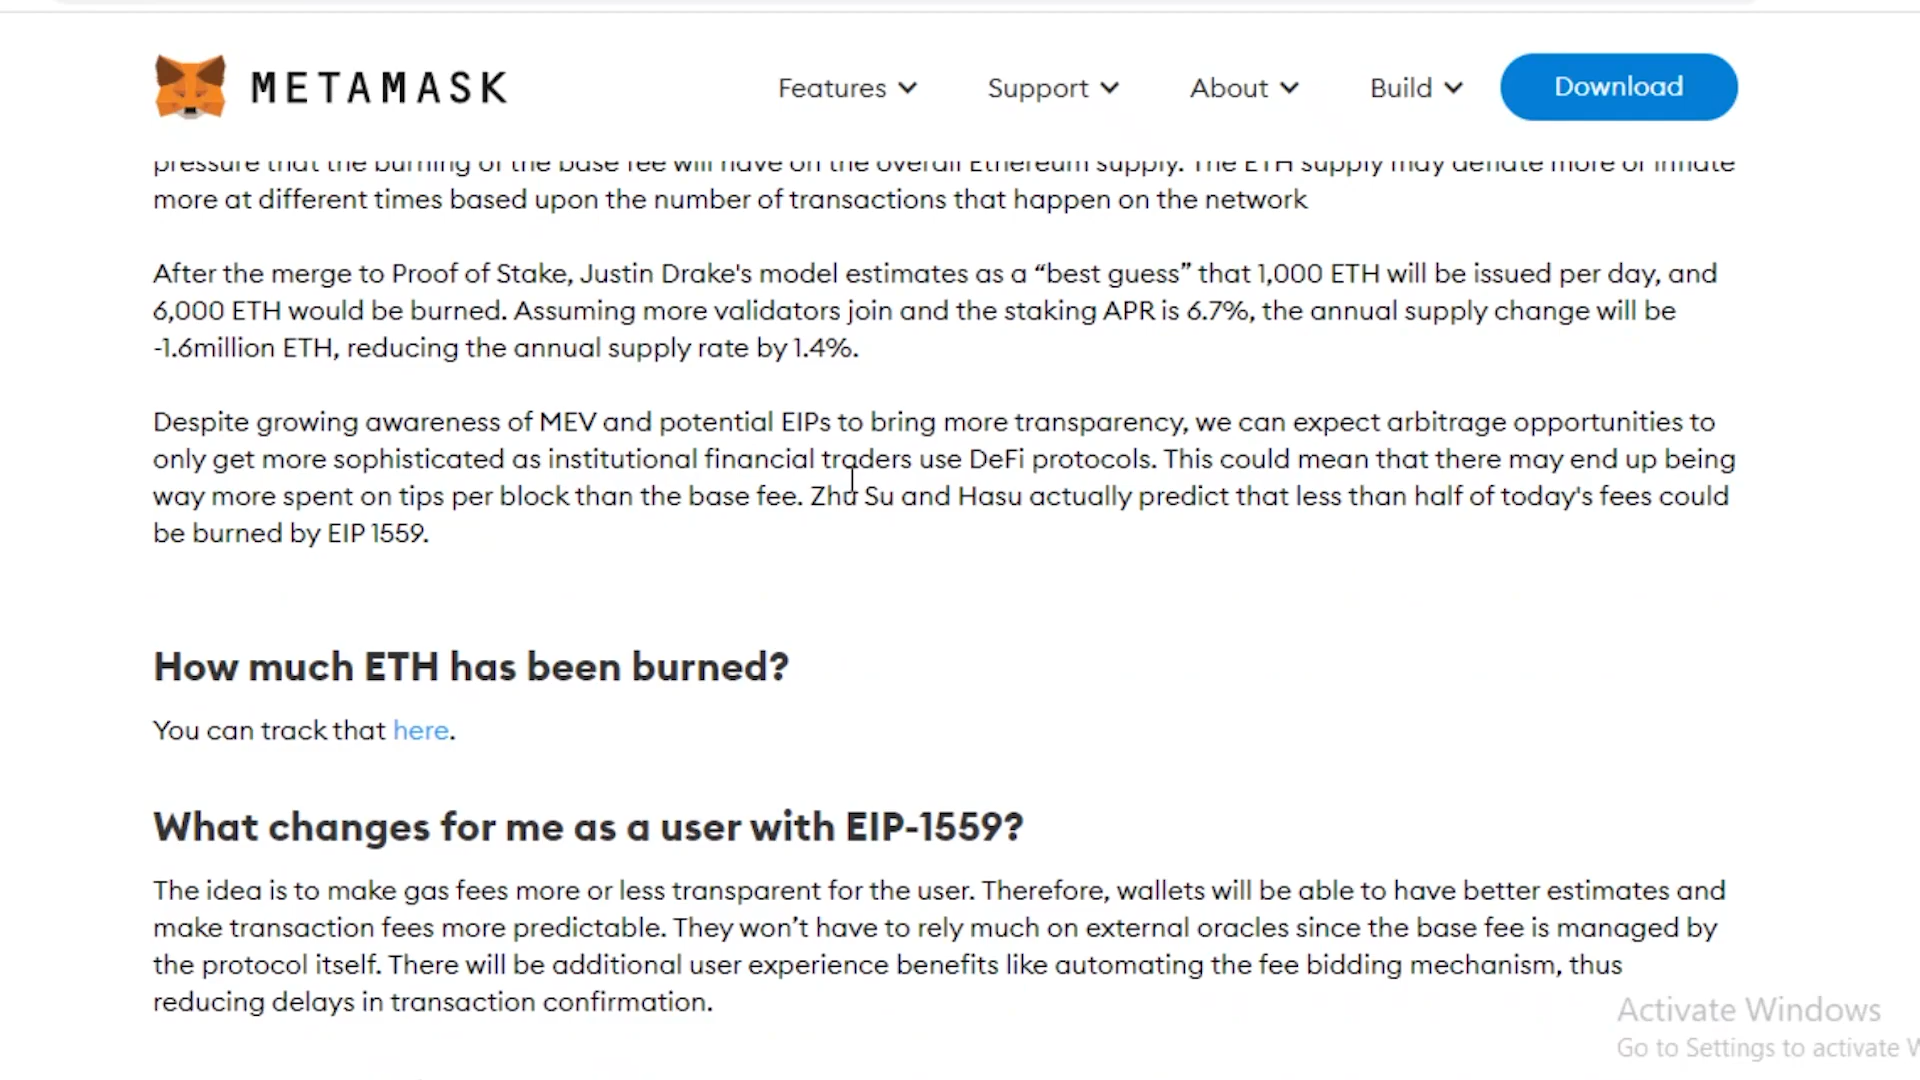 METAMASK
Features
Support
About
Build
Download
pressure that the burning of the base fee will have on the overall Ethereum supply. The ETH supply may deflate more or inflate
more at different times based upon the number of transactions that happen on the network
After the merge to Proof of Stake, Justin Drake's model estimates as a “best guess” that 1,000 ETH will be issued per day, and
6,000 ETH would be burned. Assuming more validators join and the staking APR is 6.7%, the annual supply change will be
-1.6million ETH, reducing the annual supply rate by 1.4%.
Despite growing awareness of MEV and potential EIPs to bring more transparency, we can expect arbitrage opportunities to
only get more sophisticated as institutional financial traders use DeFi protocols. This could mean that there may end up being
way more spent on tips per block than the base fee. Zhu Su and Hasu actually predict that less than half of today's fees could
be burned by EIP 1559.
How much ETH has been burned?
You can track that here.
What changes for me as a user with EIP-1559?
The idea is to make gas fees more or less transparent for the user. Therefore, wallets will be able to have better estimates and
make transaction fees more predictable. They won’t have to rely much on external oracles since the base fee is managed by
the protocol itself. There will be additional user experience benefits like automating the fee bidding mechanism, thus
reducing delays in transaction confirmation.
Activate Windows
Go to Settings to activate W